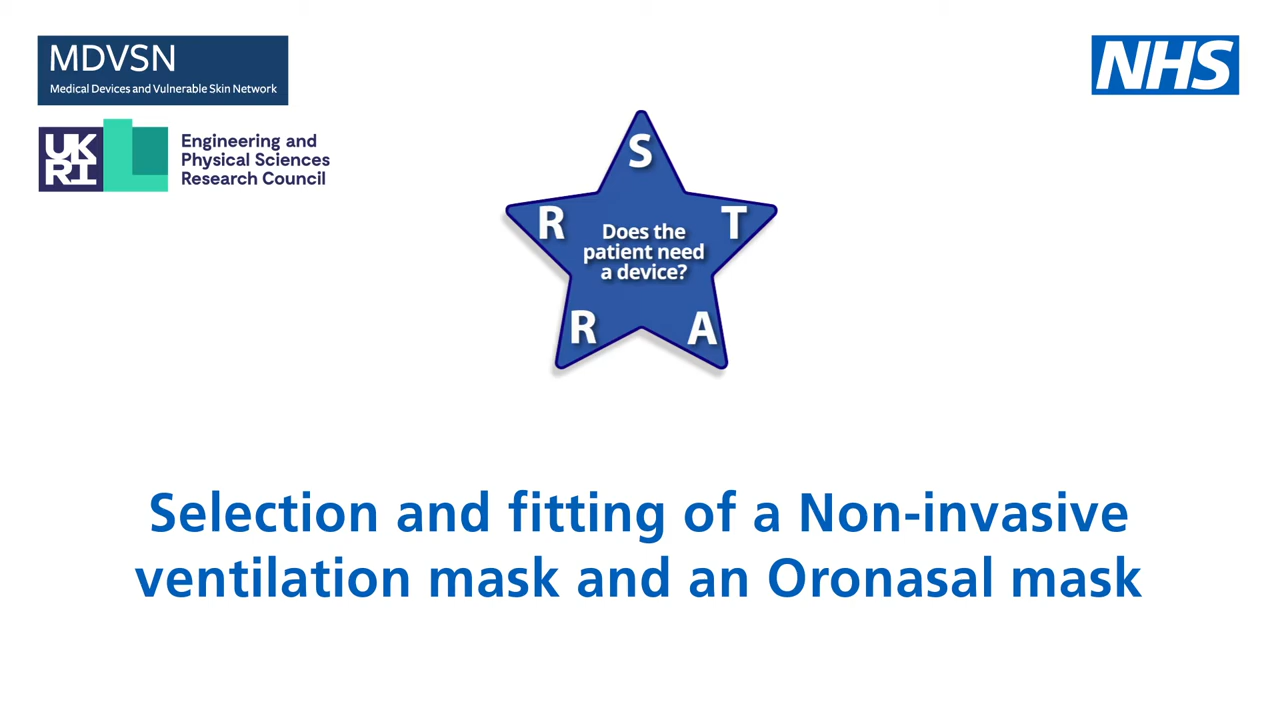 MDVSN
Medical Devices and Vulnerable Skin Network
NHS
UK
RI
Engineering and
Physical Sciences
Research Council
S
R
T
Does the
patient need
a device?
R
A
Selection and fitting of a Non-invasive
ventilation mask and an Oronasal mask